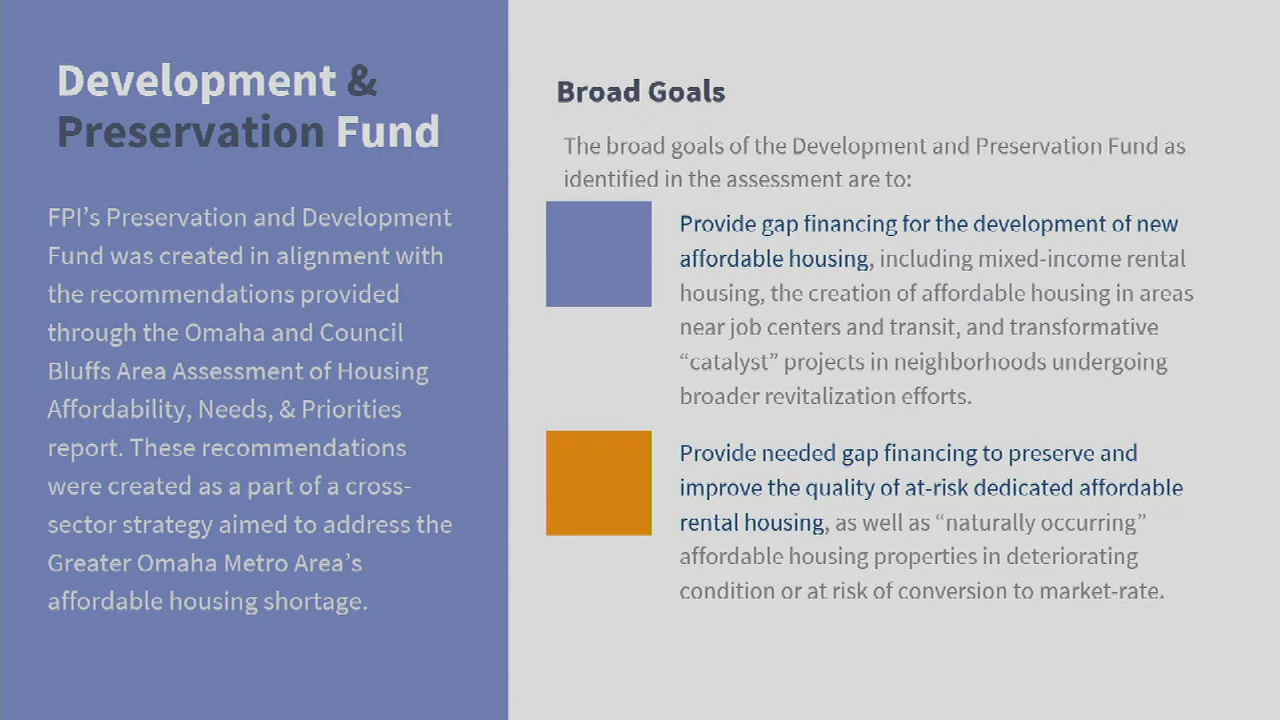 Development &
Preservation Fund
FPI’s Preservation and Development
Fund was created in alignment with
the recommendations provided
through the Omaha and Council
Bluffs Area Assessment of Housing
Affordability, Needs, & Priorities
report. These recommendations
were created as a part of a cross-
sector strategy aimed to address the
Greater Omaha Metro Area’s
affordable housing shortage.
Broad Goals
The broad goals of the Development and Preservation Fund as
identified in the assessment are to:
Provide gap financing for the development of new
affordable housing, including mixed-income rental
housing, the creation of affordable housing in areas
near job centers and transit, and transformative
“catalyst” projects in neighborhoods undergoing
broader revitalization efforts.
Provide needed gap financing to preserve and
improve the quality of at-risk dedicated affordable
rental housing, as well as “naturally occurring”
affordable housing properties in deteriorating
condition or at risk of conversion to market-rate.